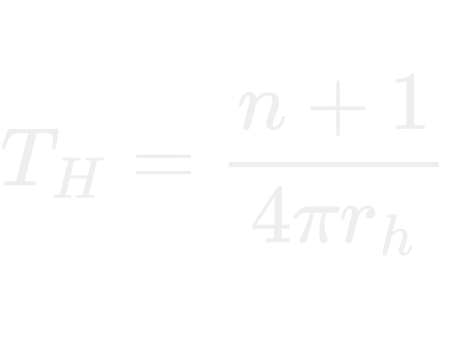 T_H = \frac{n + 1}{4\pi r_h}